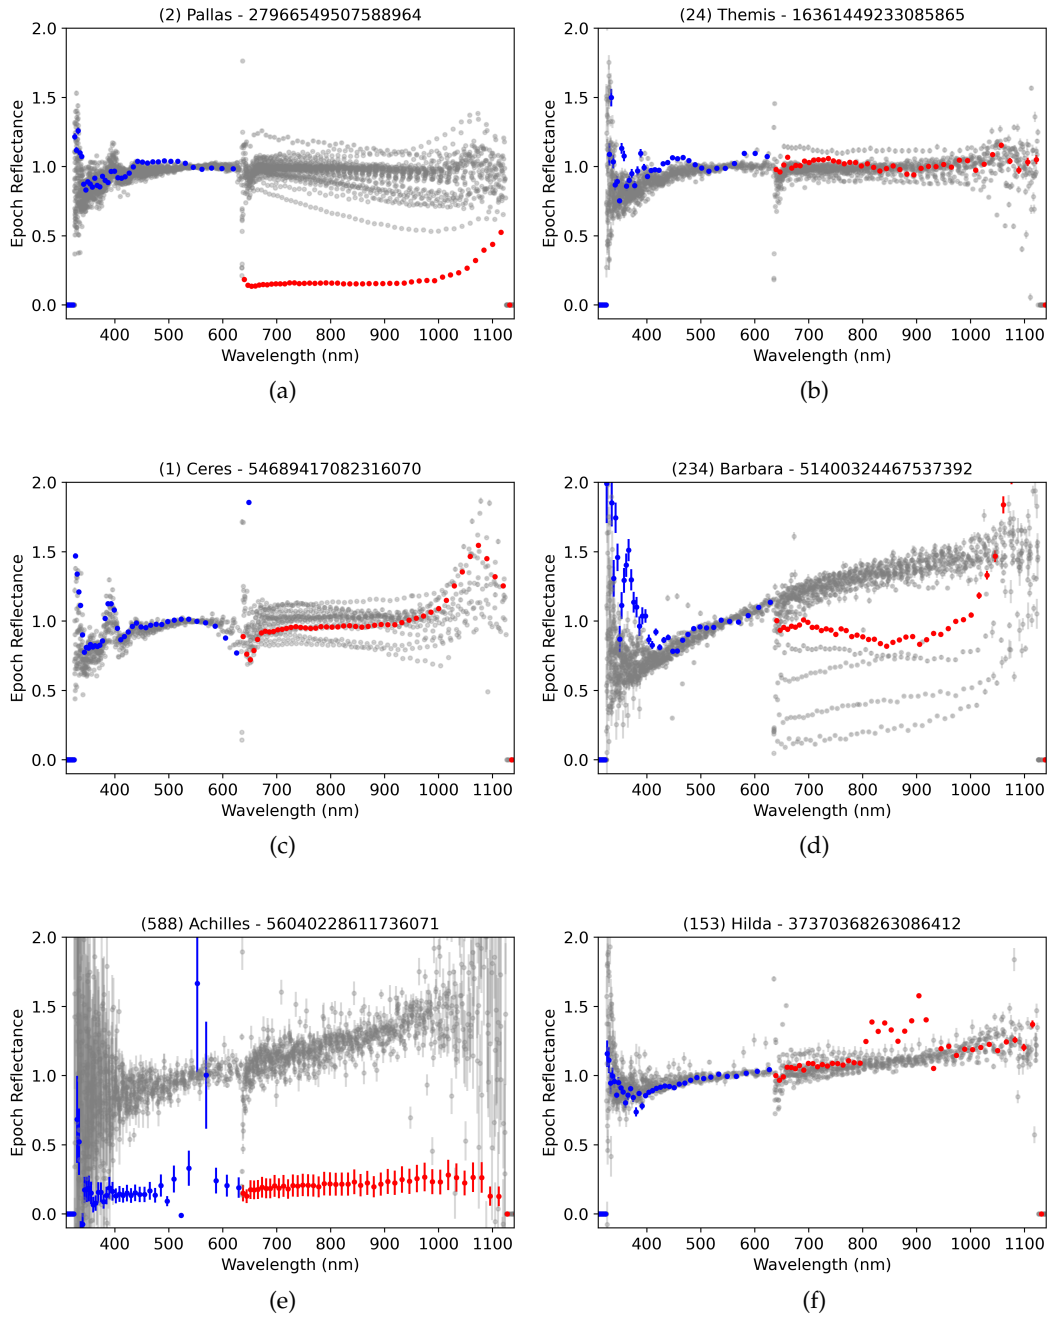 (2) Pallas - 27966549507588964
(24) Themis - 16361449233085865
2.0
1.5
1.0
0.5
0.0
Epoch Reflectance
400 500 600 700 800 900 1000 1100
Wavelength (nm)
(a)
2.0
1.5
1.0
0.5
0.0
Epoch Reflectance
400 500 600 700 800 900 1000 1100
Wavelength (nm)
(b)
(1) Ceres - 54689417082316070
(234) Barbara - 51400324467537392
2.0
1.5
1.0
0.5
0.0
Epoch Reflectance
400 500 600 700 800 900 1000 1100
Wavelength (nm)
(c)
2.0
1.5
1.0
0.5
0.0
Epoch Reflectance
400 500 600 700 800 900 1000 1100
Wavelength (nm)
(d)
(588) Achilles - 56040228611736071
(153) Hilda - 37370368263086412
2.0
1.5
1.0
0.5
0.0
Epoch Reflectance
400 500 600 700 800 900 1000 1100
Wavelength (nm)
(e)
2.0
1.5
1.0
0.5
0.0
Epoch Reflectance
400 500 600 700 800 900 1000 1100
Wavelength (nm)
(f)